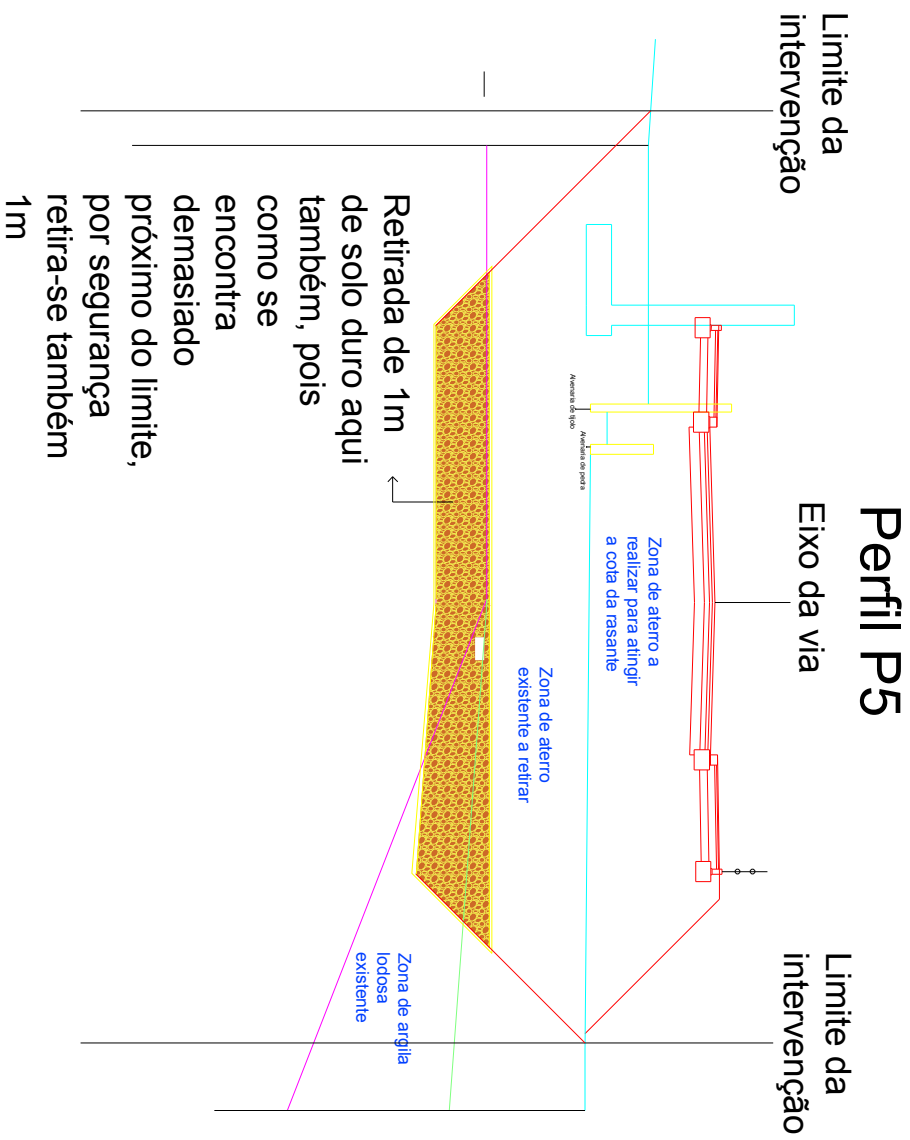 Perfil P5
Limite da
intervenção
Eixo da via
Limite da
intervenção
Zona de aterro a
realizar para atingir
a cota da rasante
Alvenaria de tijolo
Alvenaria de pedra
Zona de aterro
existente a retirar
Zona de argila
lodosa
existente
Retirada de 1m
de solo duro aqui
também, pois
como se
encontra
demasiado
próximo do limite,
por segurança
retira-se também
1m